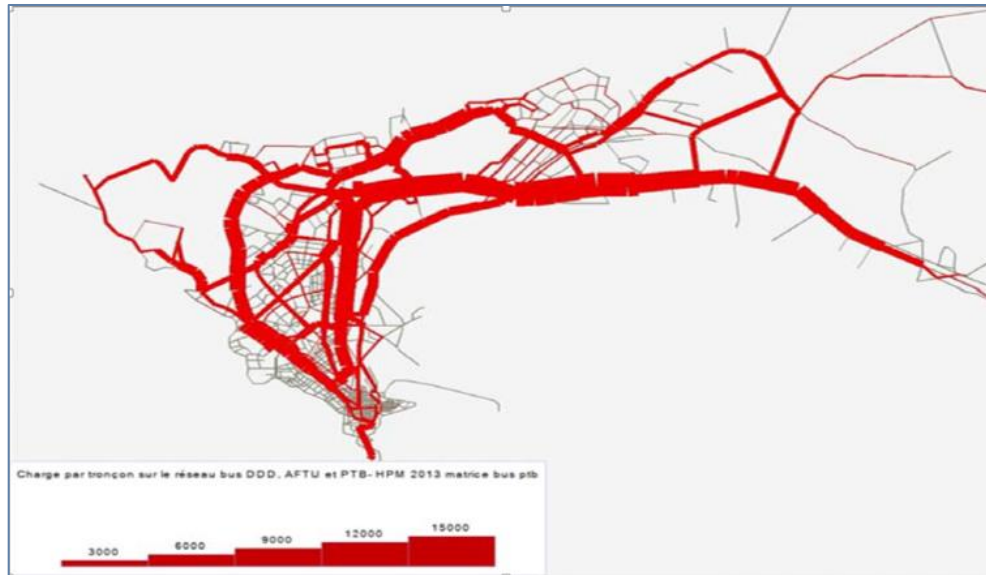 Charge par tronçon sur le réseau bus DDD, AFTU et PTB- HPM 2013 matrice bus ptb
3000 6000 9000 12000 15000